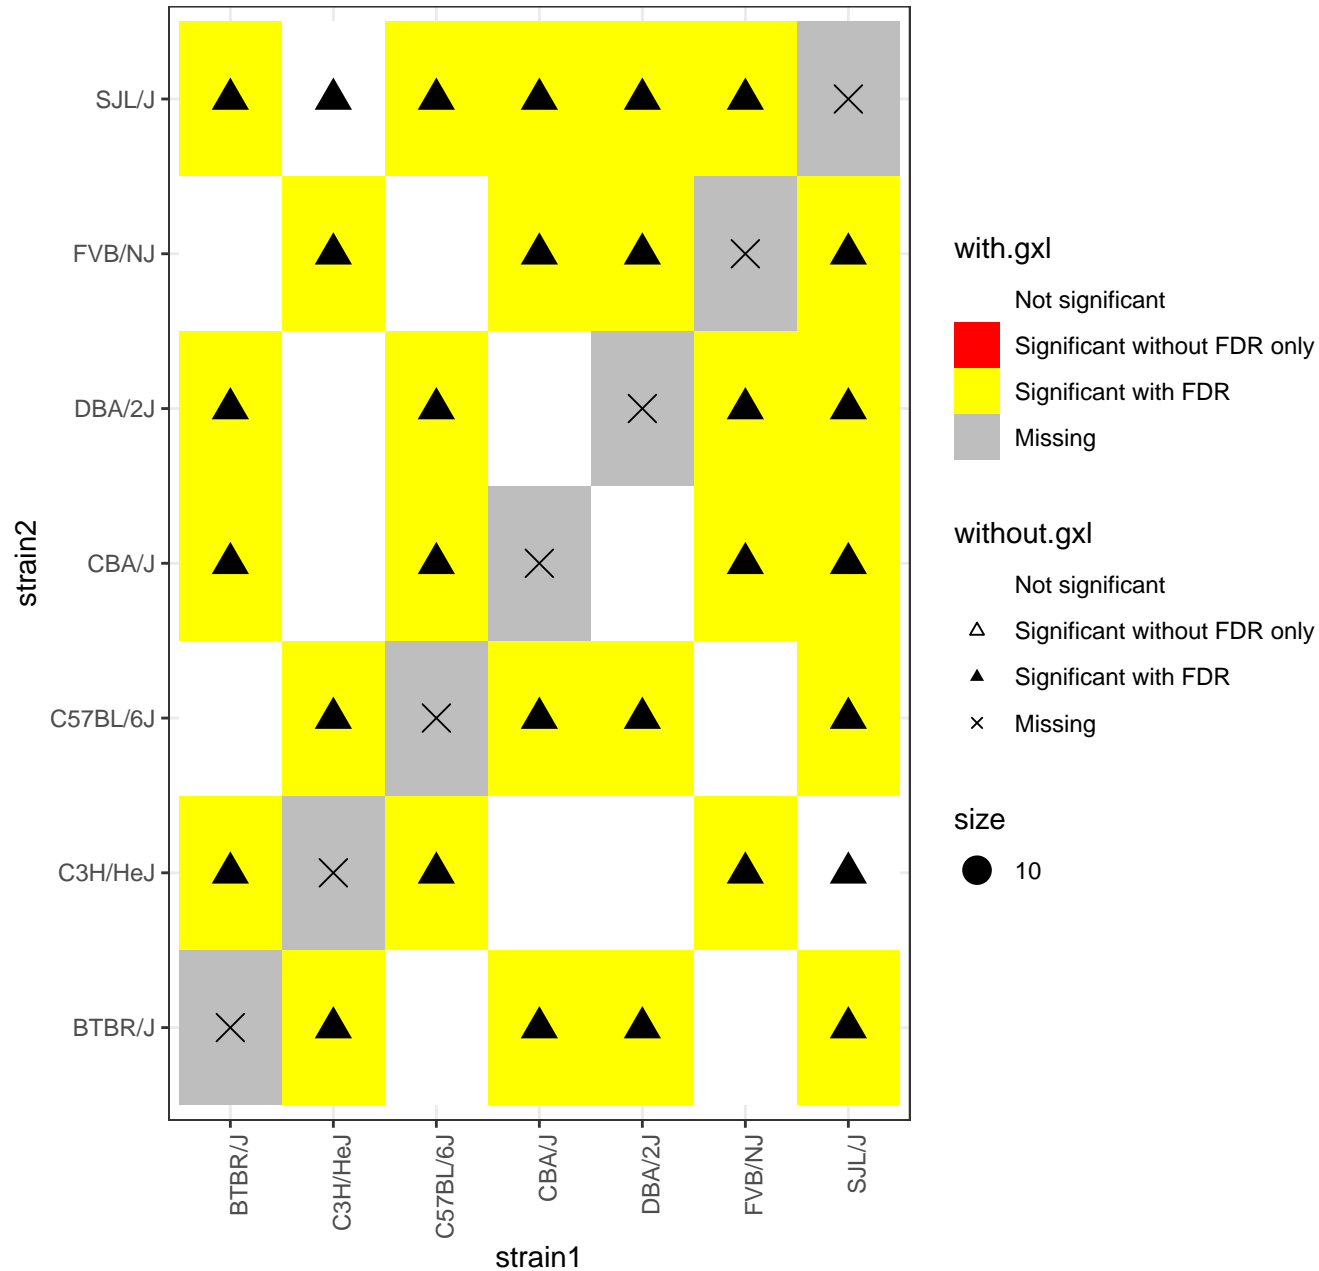 SJL/J
FVB/NJ
DBA/2J
CBA/J
C57BL/6J
C3H/HeJ
BTBR/J
strain2
BTBR/J
C3H/HeJ
C57BL/6J
CBA/J
DBA/2J
FVB/NJ
SJL/J
strain1
with.gxl
Not significant
Significant without FDR only
Significant with FDR
Missing
without.gxl
Not significant
Significant without FDR only
Significant with FDR
Missing
size
10